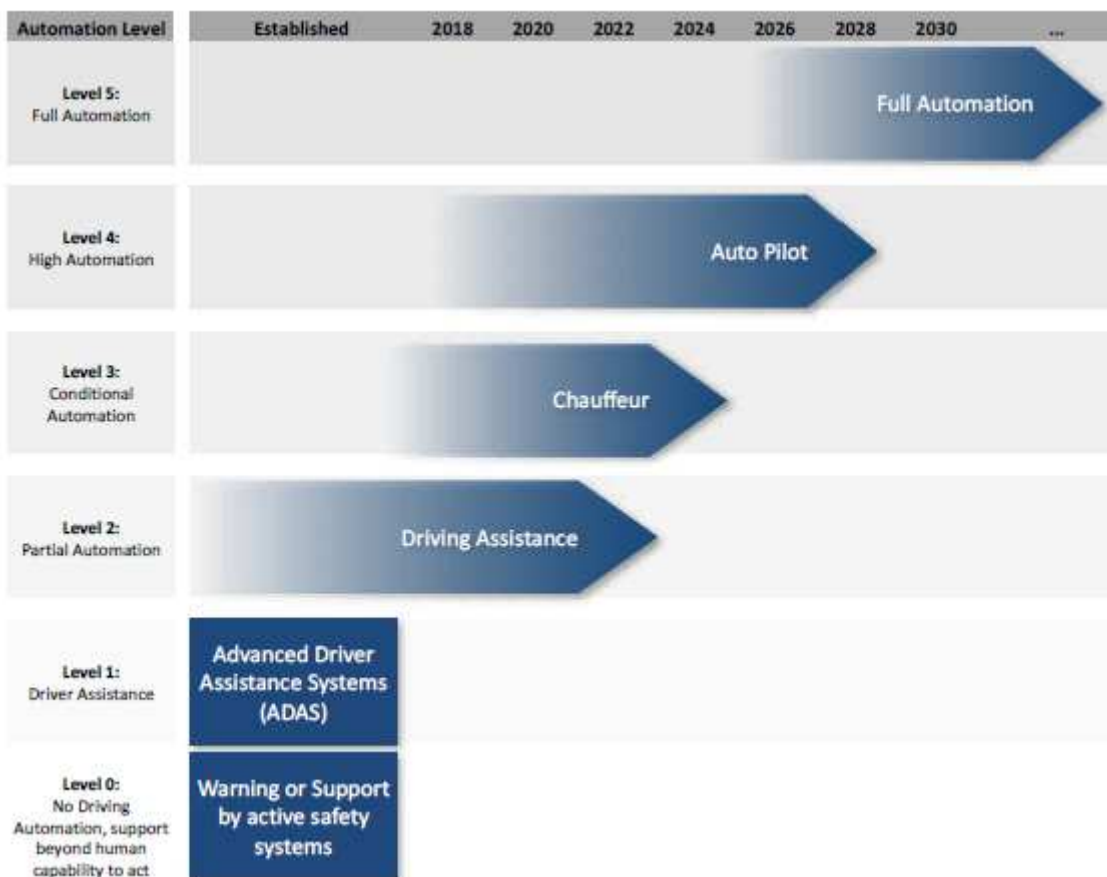 Automation Level Established 2018 2020 2022 2024 2026 2028 2030 ...
Level 5:
Full Automation
Full Automation
Level 4:
High Automation
Auto Pilot
Level 3:
Conditional
Automation
Chauffeur
Level 2:
Partial Automation
Driving Assistance
Level 1:
Driver Assistance
Advanced Driver
Assistance Systems
(ADAS)
Level 0:
No Driving
Automation, support
beyond human
capability to act
Warning or Support
by active safety
systems